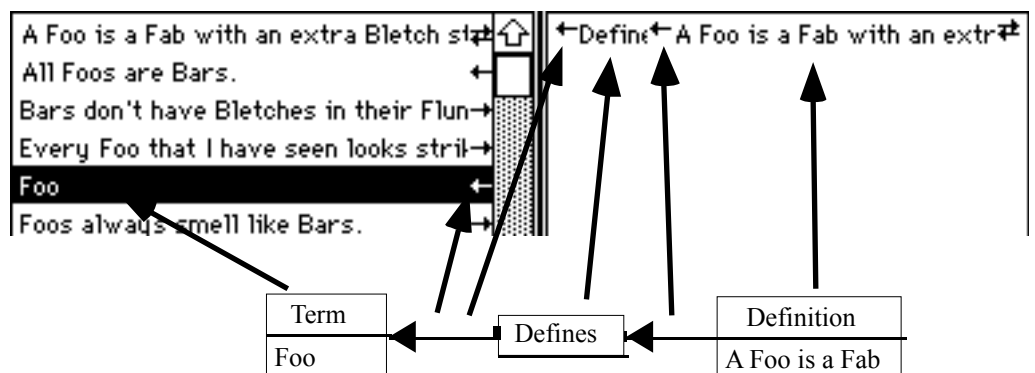 A Foo is a Fab with an extra Bletch
All Foos are Bars.
Bars don't have Bletches in their Flun
Every Foo that I have seen looks stri
Foo
Foos always smell like Bars.
Define A Foo is a Fab with an extr
Term
Foo
Defines
Definition
A Foo is a Fab